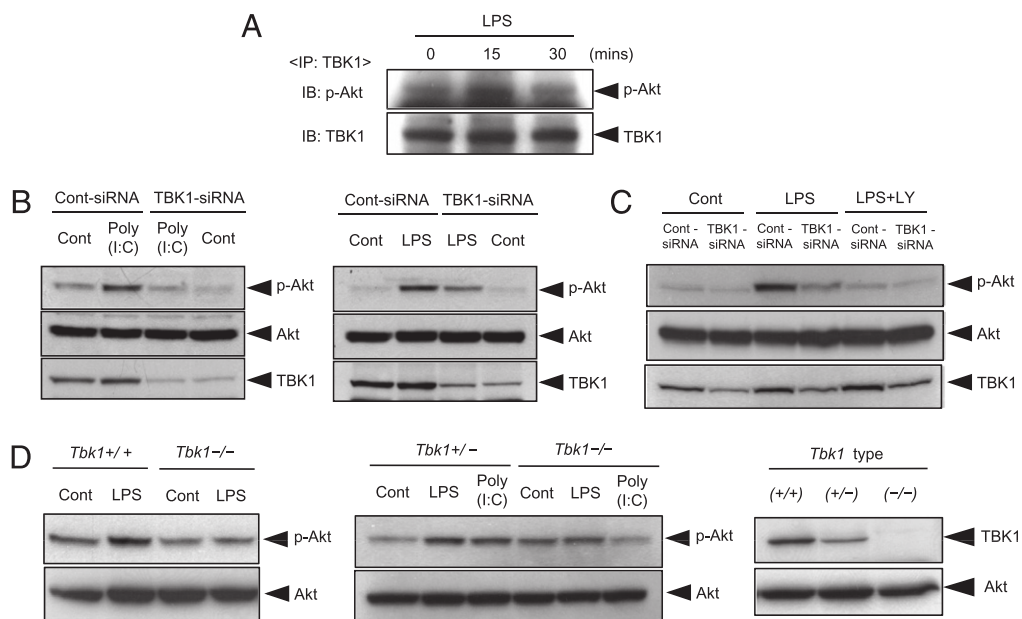 A
LPS
0 15 30 (mins)
<IP: TBK1>
IB: p-Akt
p-Akt
IB: TBK1
TBK1
B
Cont-siRNA TBK1-siRNA
Cont Poly (I:C) Poly (I:C) Cont
p-Akt
Akt
TBK1
Cont-siRNA TBK1-siRNA
Cont LPS LPS Cont
p-Akt
Akt
TBK1
C
Cont LPS LPS+LY
Cont - TBK1 - Cont - TBK1 - Cont - TBK1 -
siRNA siRNA siRNA siRNA siRNA siRNA
p-Akt
Akt
TBK1
D
Tbk1+/+ Tbk1−/−
Cont LPS Cont LPS
p-Akt
Akt
Tbk1+/− Tbk1−/−
Cont LPS Poly (I:C) Cont LPS Poly (I:C)
p-Akt
Akt
Tbk1 type
(+/+) (+/−) (−/−)
TBK1
Akt